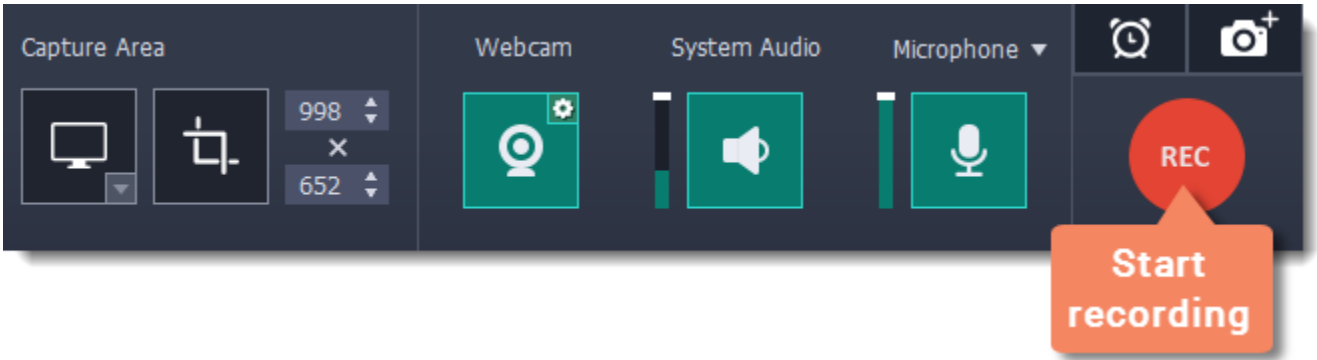 Capture Area
998
×
652
Webcam
System Audio
Microphone
REC
Start
recording